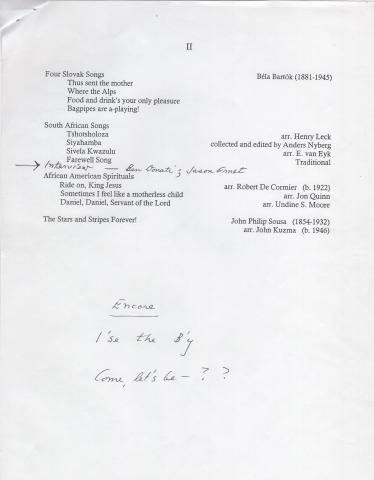 II
Four Slovak Songs Béla Bartók (1881-1945)
Thus sent the mother
Where the Alps
Food and drink's your only pleasure
Bagpipes are a-playing!
South African Songs
Tshotsholoza arr. Henry Leck
Siyahamba collected and edited by Anders Nyberg
Sivela Kwazulu arr. E. van Eyk
Farewell Song Traditional
Interview — Ben & Jason
African American Spirituals
Ride on, King Jesus arr. Robert De Cormier (b. 1922)
Sometimes I feel like a motherless child arr. Jon Quinn
Daniel, Daniel, Servant of the Lord arr. Undine S. Moore
The Stars and Stripes Forever! John Philip Sousa (1854-1932)
arr. John Kuzma (b. 1946)
Encore
I'se the B'y
Come, let's be — ? ?